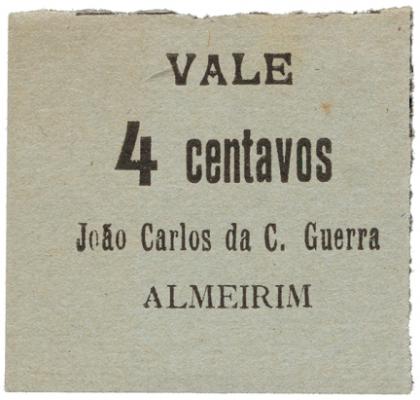 VALE
4 centavos
João Carlos da C. Guerra
ALMEIRIM